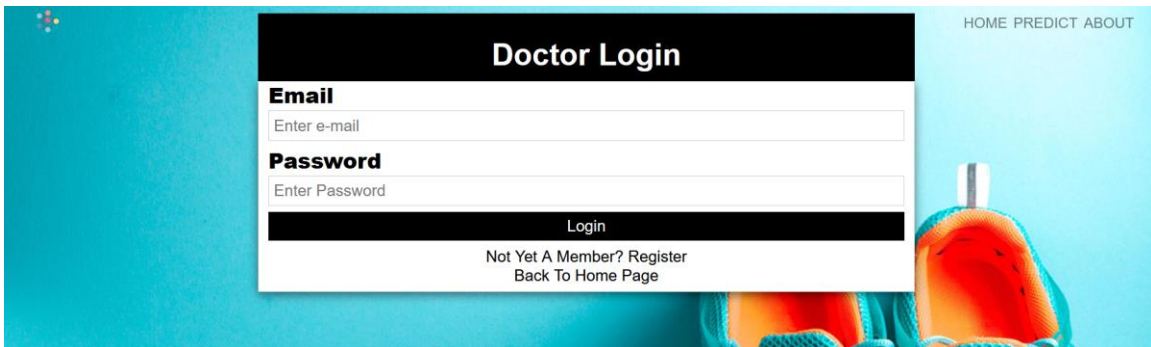 HOME PREDICT ABOUT
Doctor Login
Email
Enter e-mail
Password
Enter Password
Login
Not Yet A Member? Register
Back To Home Page